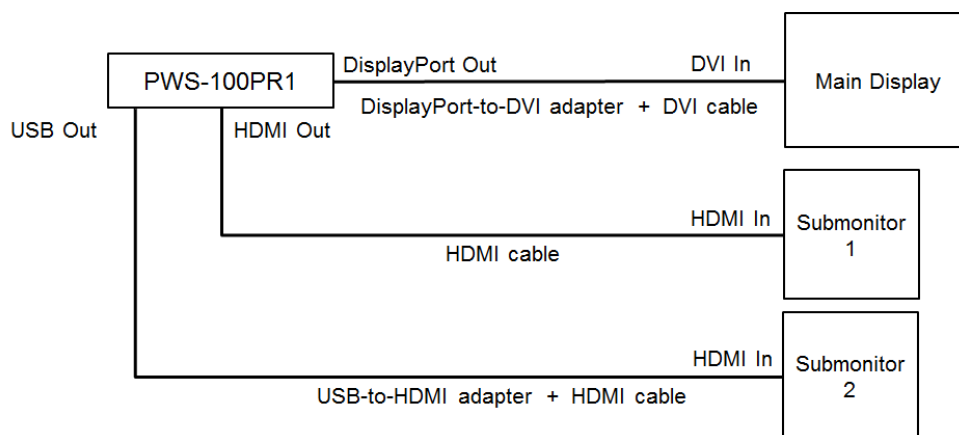 DisplayPort Out
DVI In
PWS-100PR1
Main Display
DisplayPort-to-DVI adapter + DVI cable
USB Out
HDMI Out
HDMI In
Submonitor
1
HDMI cable
HDMI In
Submonitor
2
USB-to-HDMI adapter + HDMI cable